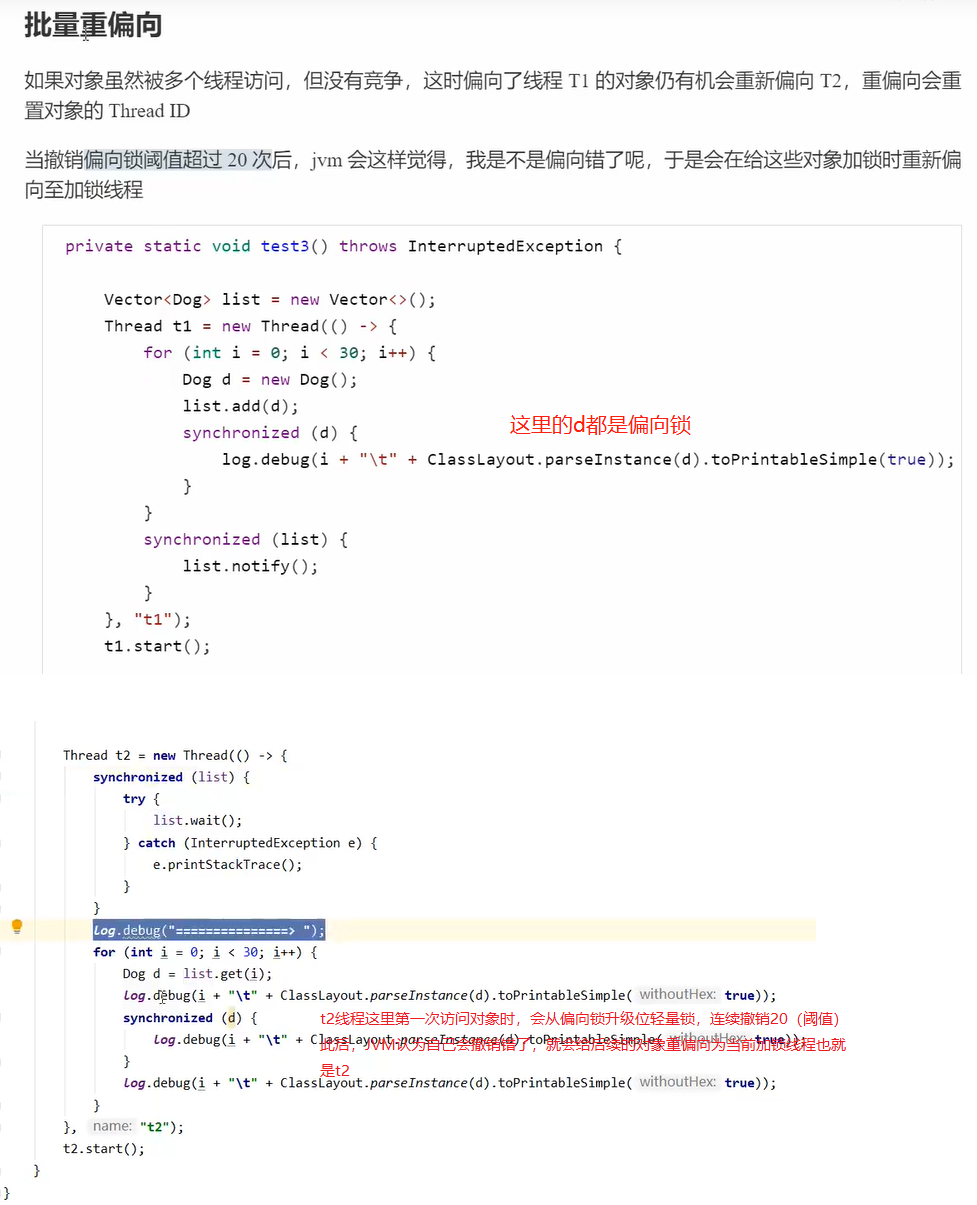 批量重偏向
如果对象虽然被多个线程访问，但没有竞争，这时偏向了线程 T1 的对象仍有机会重新偏向 T2，重偏向会重
置对象的 Thread ID
当撤销偏向锁阈值超过 20 次后，jvm 会这样觉得，我是不是偏向错了呢，于是会在给这些对象加锁时重新偏
向至加锁线程
private static void test3() throws InterruptedException {
Vector<Dog> list = new Vector<>();
Thread t1 = new Thread(() -> {
for (int i = 0; i < 30; i++) {
Dog d = new Dog();
list.add(d);
这里的d都是偏向锁
synchronized (d) {
log.debug(i + "\t" + ClassLayout.parseInstance(d).toPrintableSimple(true));
}
}
synchronized (list) {
list.notify();
}
}, "t1");
t1.start();
Thread t2 = new Thread(() -> {
synchronized (list) {
try {
list.wait();
} catch (InterruptedException e) {
e.printStackTrace();
}
}
log.debug("===============> ");
for (int i = 0; i < 30; i++) {
Dog d = list.get(i);
log.debug(i + "\t" + ClassLayout.parseInstance(d).toPrintableSimple( withoutHex: true));
synchronized (d) {
t2线程这里第一次访问对象时，会从偏向锁升级位轻量锁，连续撤销20（阈值）
log.debug(i + "\t" + ClassLayout.parseInstance(d).toPrintableSimple( withoutHex: true));
此后，JVM认为自己会撤销错了，就会给后续的对象重偏向为当前加锁线程也就
是t2
}
log.debug(i + "\t" + ClassLayout.parseInstance(d).toPrintableSimple( withoutHex: true));
}
}, name: "t2");
t2.start();
}
}